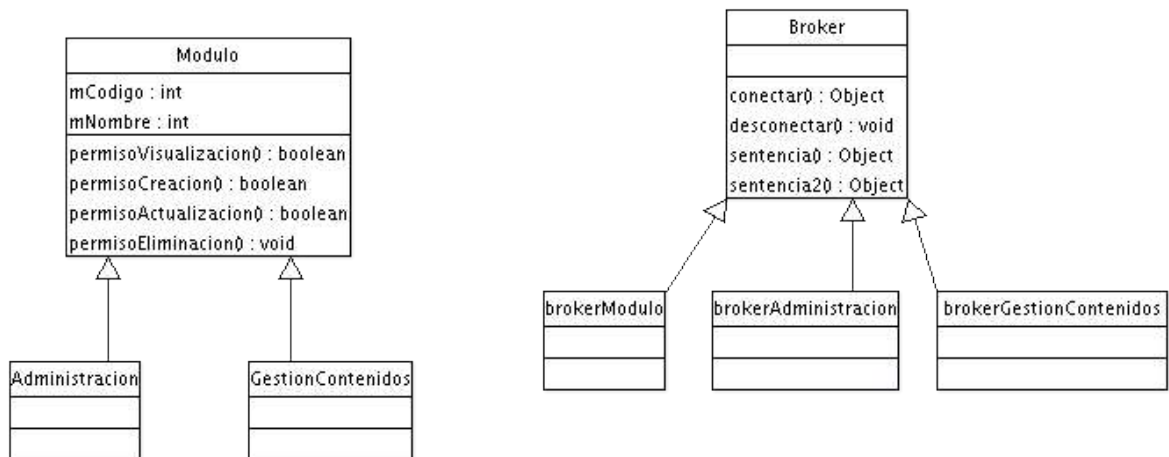 Modulo
mCodigo : int
mNombre : int
permisoVisualizacion() : boolean
permisoCreacion() : boolean
permisoActualizacion() : boolean
permisoEliminacion() : void
Administracion
GestionContenidos
Broker
conectar() : Object
desconectar() : void
sentencia() : Object
sentencia2() : Object
brokerModulo
brokerAdministración
brokerGestionContenidos